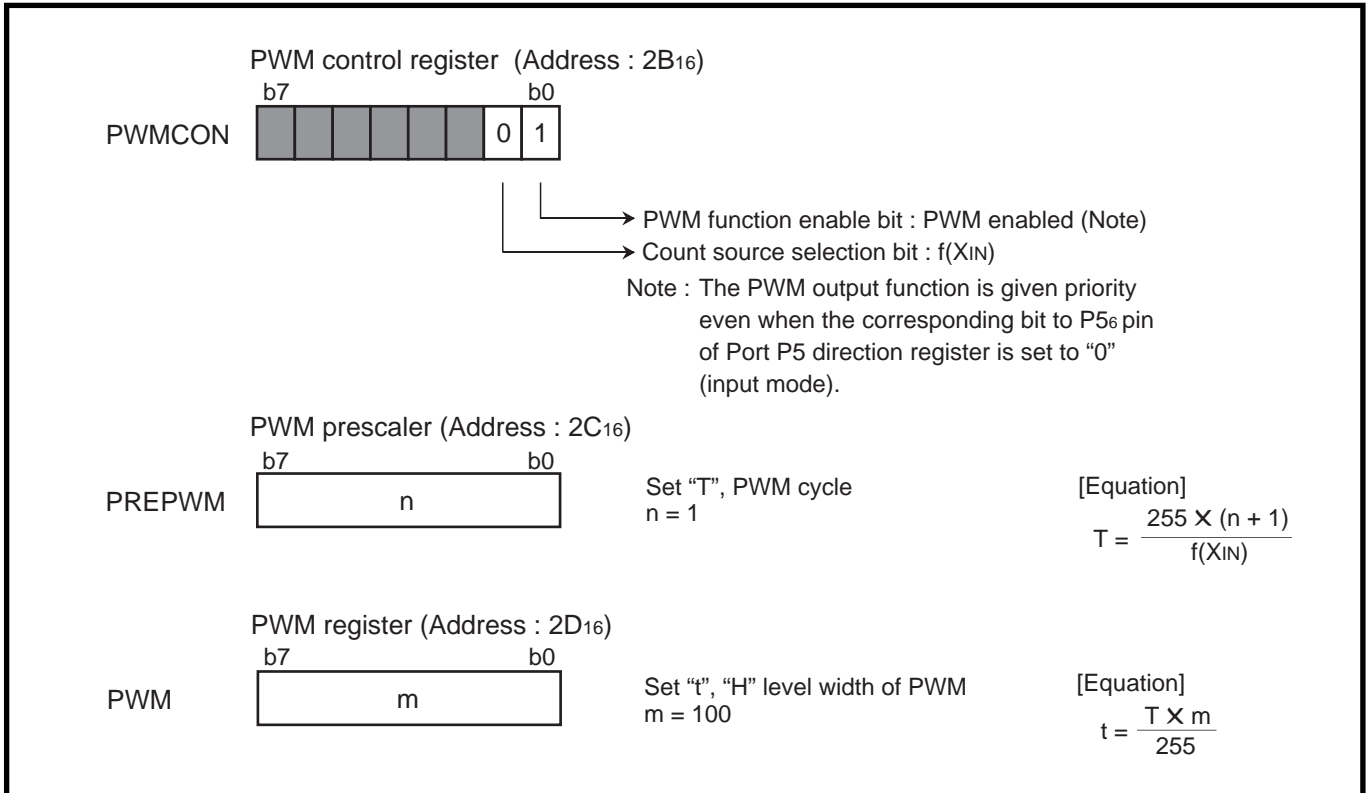 PWM control register (Address : 2B16)
b7 b0
PWMCON 0 1
PWM function enable bit : PWM enabled (Note)
Count source selection bit : f(XIN)
Note : The PWM output function is given priority
even when the corresponding bit to P56 pin
of Port P5 direction register is set to “0”
(input mode).
PWM prescaler (Address : 2C16)
b7 b0
PREPWM n
Set “T”, PWM cycle
n = 1
[Equation]
T = 255 × (n + 1)
f(XIN)
PWM register (Address : 2D16)
b7 b0
PWM m
Set “t”, “H” level width of PWM
m = 100
[Equation]
t = T × m
255